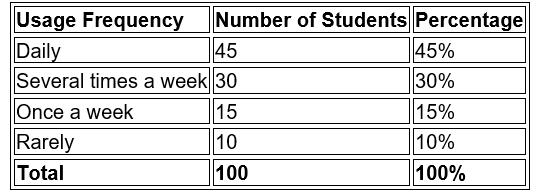 Usage Frequency Number of Students Percentage
Daily 45 45%
Several times a week 30 30%
Once a week 15 15%
Rarely 10 10%
Total 100 100%